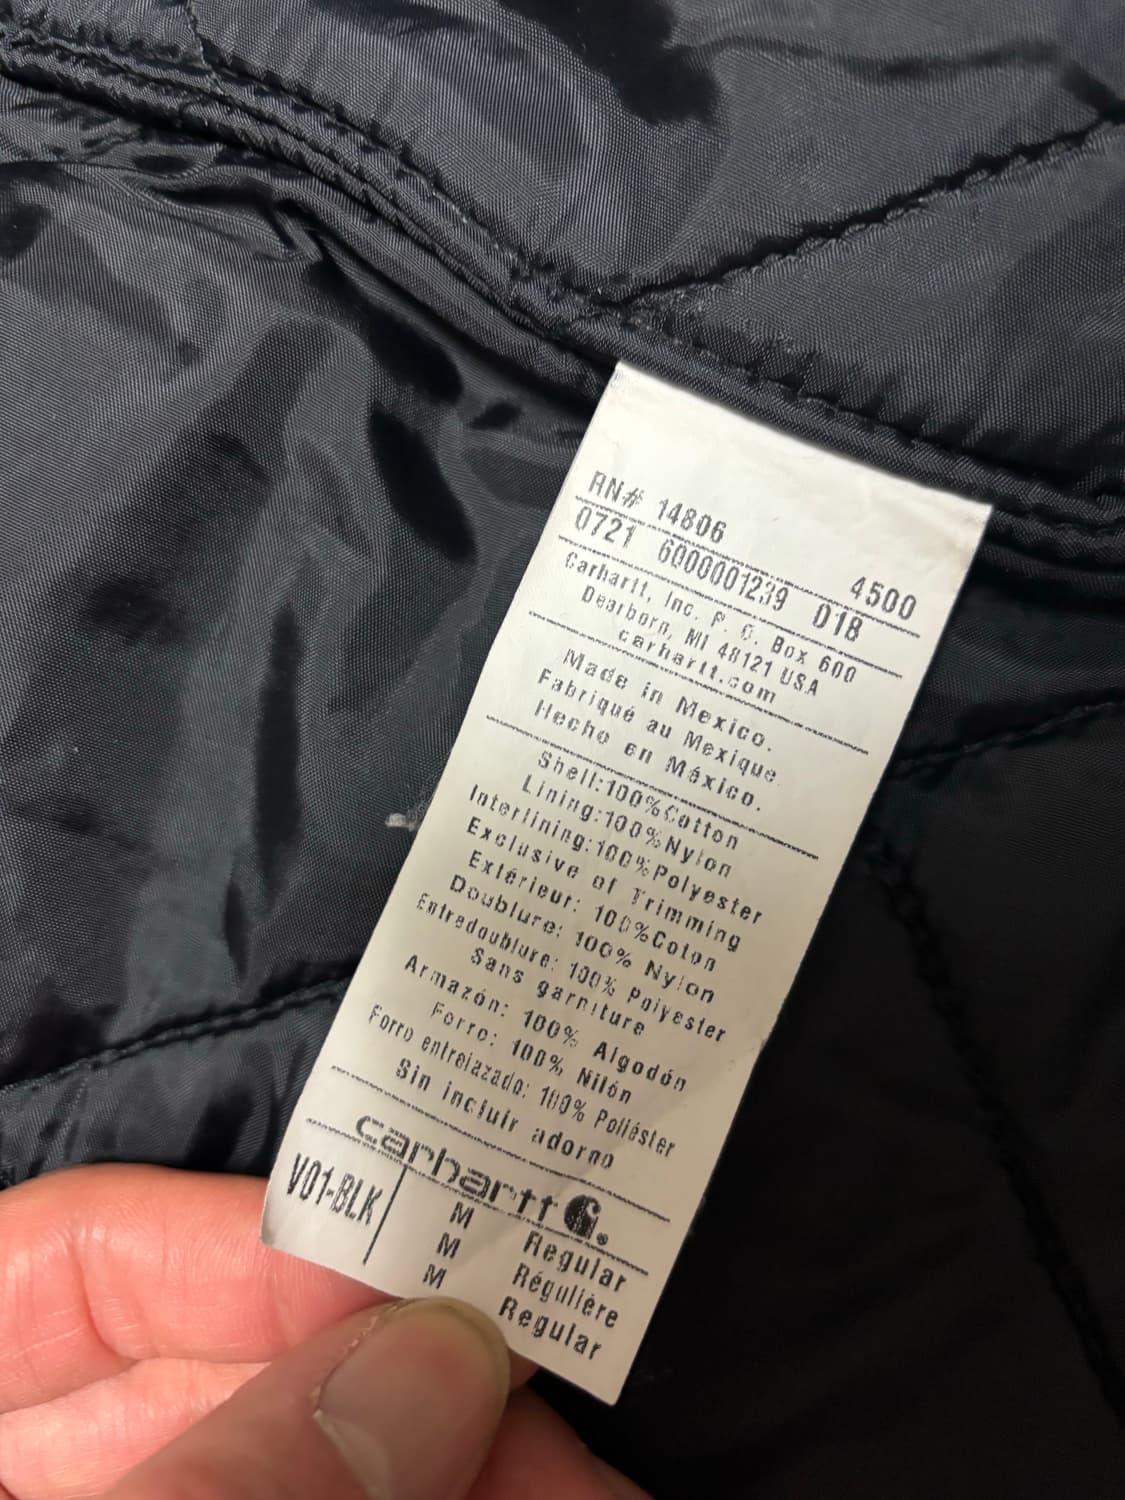 RN# 14806
4500
0721 6000001239 018
Carhartt, Inc. P. O. Box 600
Dearborn, MI 48121 USA
carhartt.com
Made in Mexico.
Fabriqué au Mexique
Hecho en México.
Shell:100%Cotton
Lining:100%Nylon
Interlining:100%Polyester
Exclusive of Trimming
Extérieur: 100%Coton
Doublure: 100% Nylon
Entredoublure: 100% Polyester
Sans garniture
Armazón: 100% Algodón
Forro: 100% Nilón
Forro entrelazado: 100% Poliéster
Sin incluir adorno
carhartt
V01-BLK
M Regular
M Régulière
M Regular